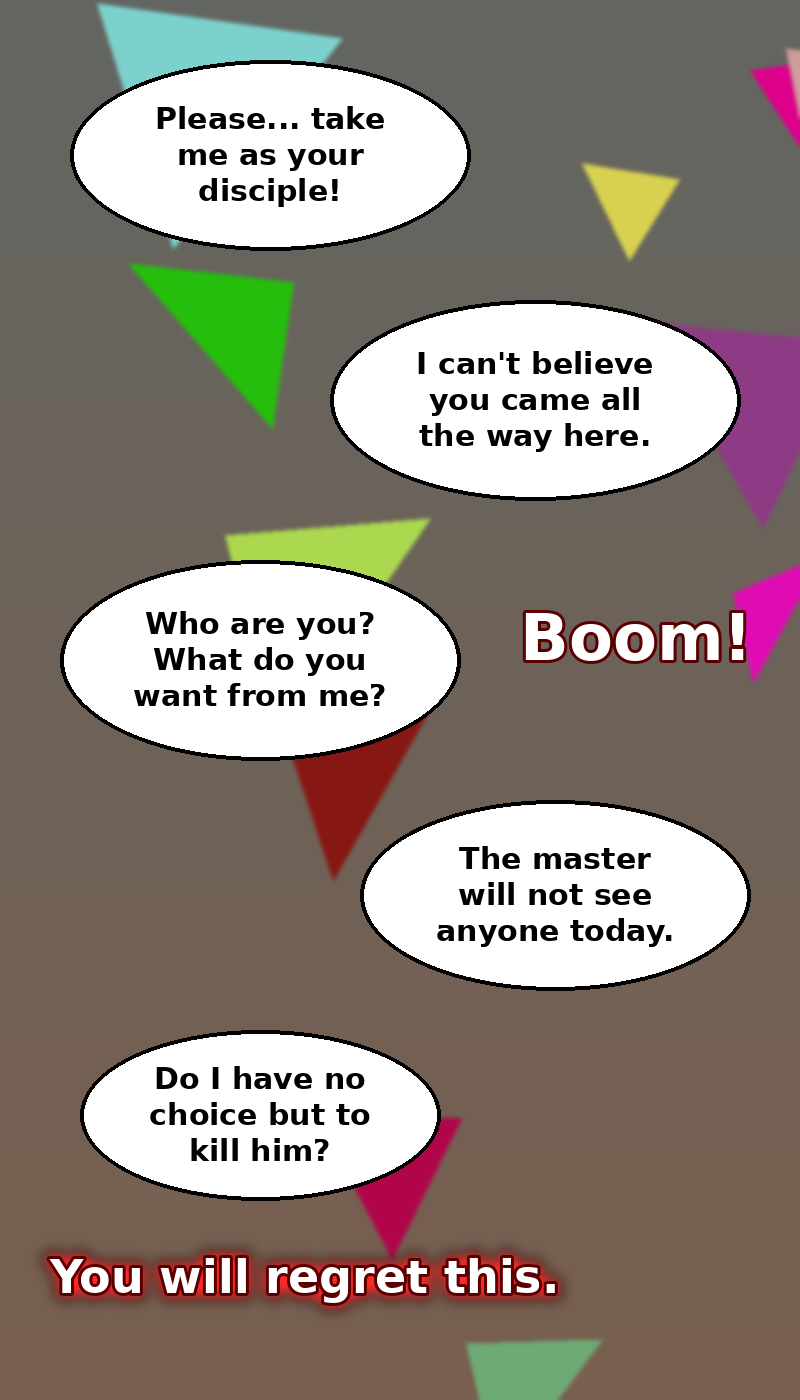 Please... take
me as your
disciple!
I can't believe
you came all
the way here.
Who are you?
What do you
want from me?
Boom!
The master
will not see
anyone today.
Do I have no
choice but to
kill him?
You will regret this.